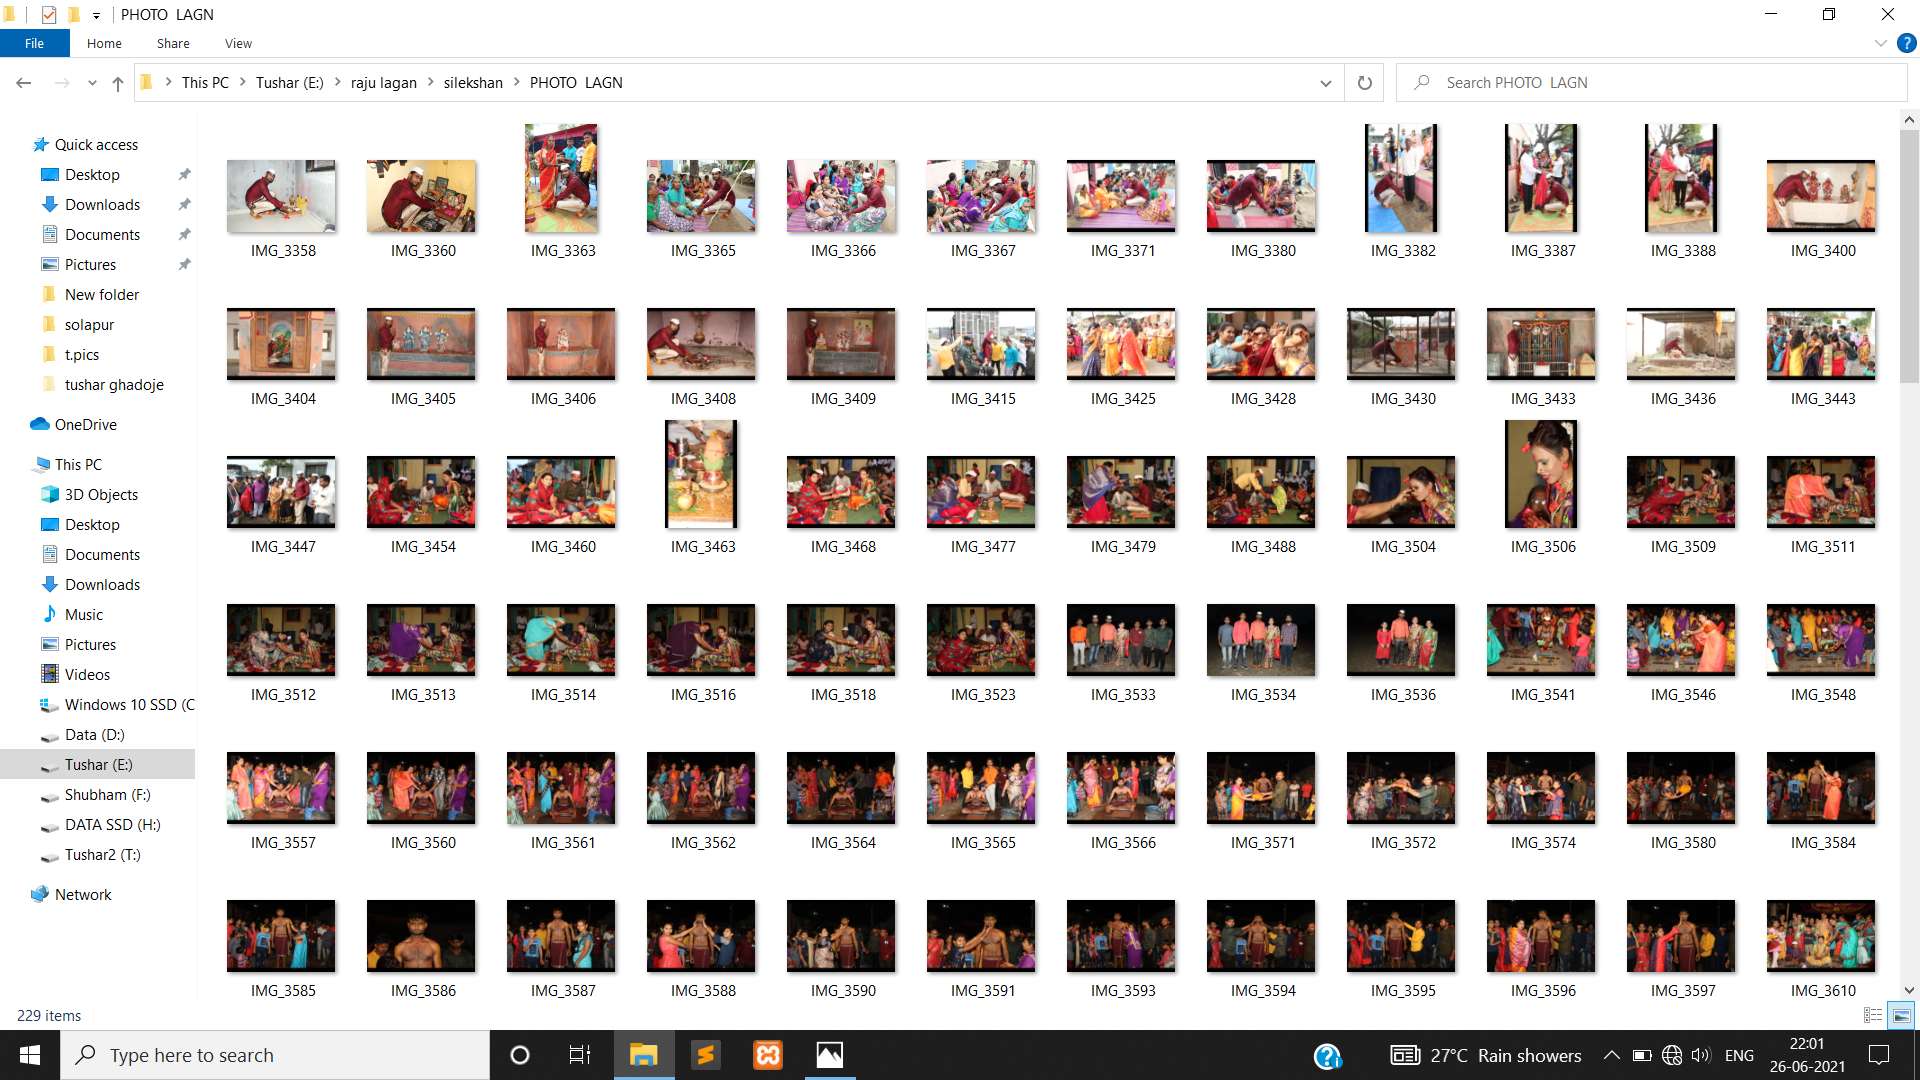 PHOTO  LAGN
File Home Share View
This PC Tushar (E:) raju lagan silekshan PHOTO  LAGN
Search PHOTO  LAGN
Quick access
Desktop
Downloads
Documents
Pictures
New folder
solapur
t.pics
tushar ghadoje
OneDrive
This PC
3D Objects
Desktop
Documents
Downloads
Music
Pictures
Videos
Windows 10 SSD (C
Data (D:)
Tushar (E:)
Shubham (F:)
DATA SSD (H:)
Tushar2 (T:)
Network
IMG_3358 IMG_3360 IMG_3363 IMG_3365 IMG_3366 IMG_3367 IMG_3371 IMG_3380 IMG_3382 IMG_3387 IMG_3388 IMG_3400
IMG_3404 IMG_3405 IMG_3406 IMG_3408 IMG_3409 IMG_3415 IMG_3425 IMG_3428 IMG_3430 IMG_3433 IMG_3436 IMG_3443
IMG_3447 IMG_3454 IMG_3460 IMG_3463 IMG_3468 IMG_3477 IMG_3479 IMG_3488 IMG_3504 IMG_3506 IMG_3509 IMG_3511
IMG_3512 IMG_3513 IMG_3514 IMG_3516 IMG_3518 IMG_3523 IMG_3533 IMG_3534 IMG_3536 IMG_3541 IMG_3546 IMG_3548
IMG_3557 IMG_3560 IMG_3561 IMG_3562 IMG_3564 IMG_3565 IMG_3566 IMG_3571 IMG_3572 IMG_3574 IMG_3580 IMG_3584
IMG_3585 IMG_3586 IMG_3587 IMG_3588 IMG_3590 IMG_3591 IMG_3593 IMG_3594 IMG_3595 IMG_3596 IMG_3597 IMG_3610
229 items
Type here to search
27°C Rain showers
ENG
22:01
26-06-2021